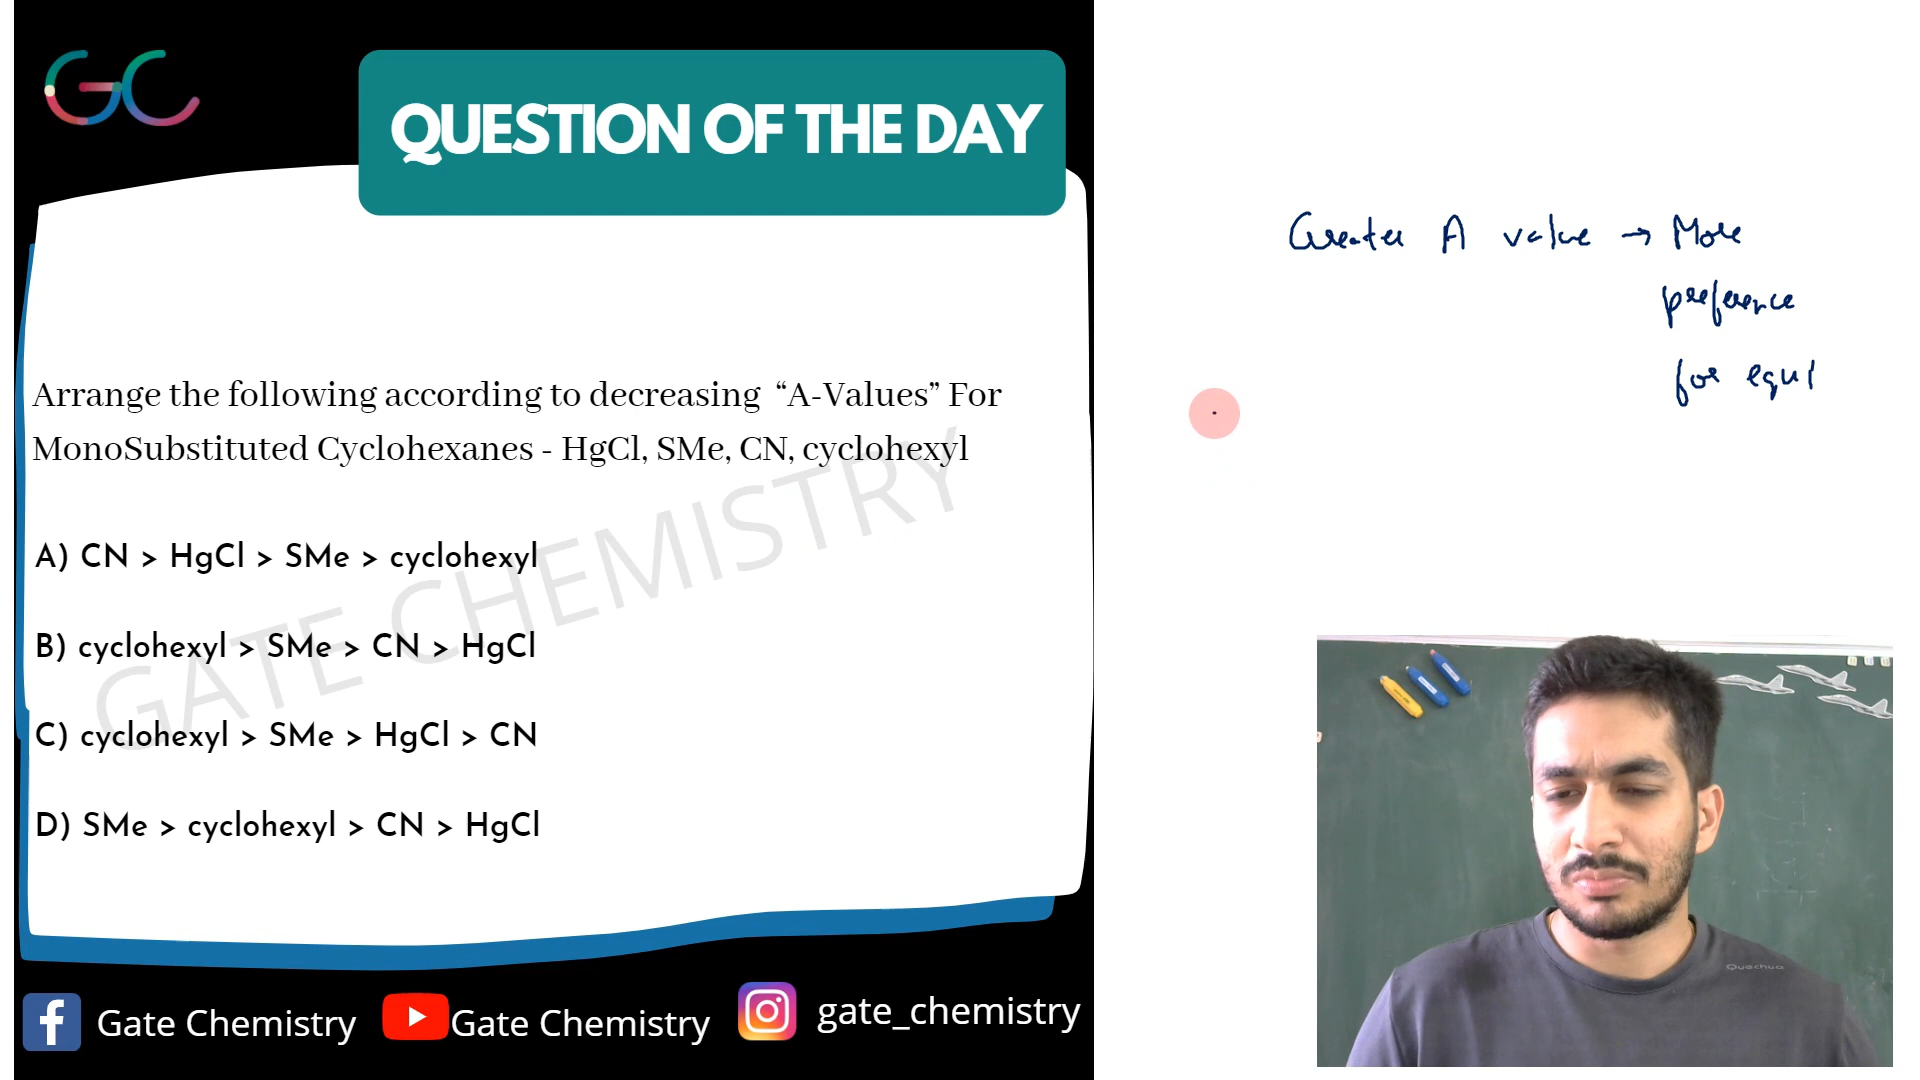 GC
QUESTION OF THE DAY
Arrange the following according to decreasing “A-Values” For
MonoSubstituted Cyclohexanes - HgCl, SMe, CN, cyclohexyl
A) CN > HgCl > SMe > cyclohexyl
B) cyclohexyl > SMe > CN > HgCl
C) cyclohexyl > SMe > HgCl > CN
D) SMe > cyclohexyl > CN > HgCl
GATE CHEMISTRY
Gate Chemistry
Gate Chemistry
gate_chemistry
Greater A value → More
preference
for equi
Quechua